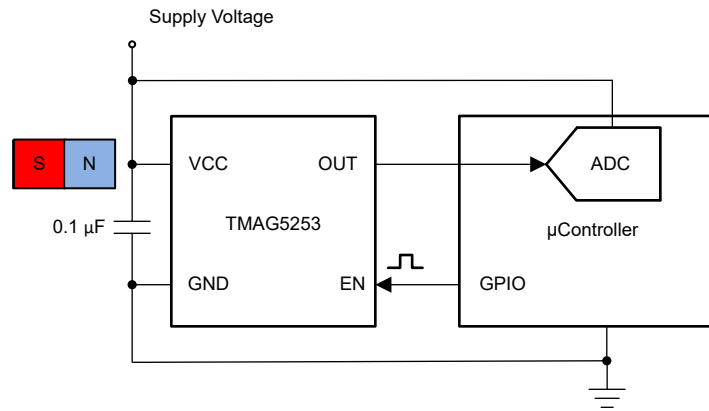 Supply Voltage
S N
VCC OUT ADC
0.1 µF TMAG5253 µController
GND EN GPIO